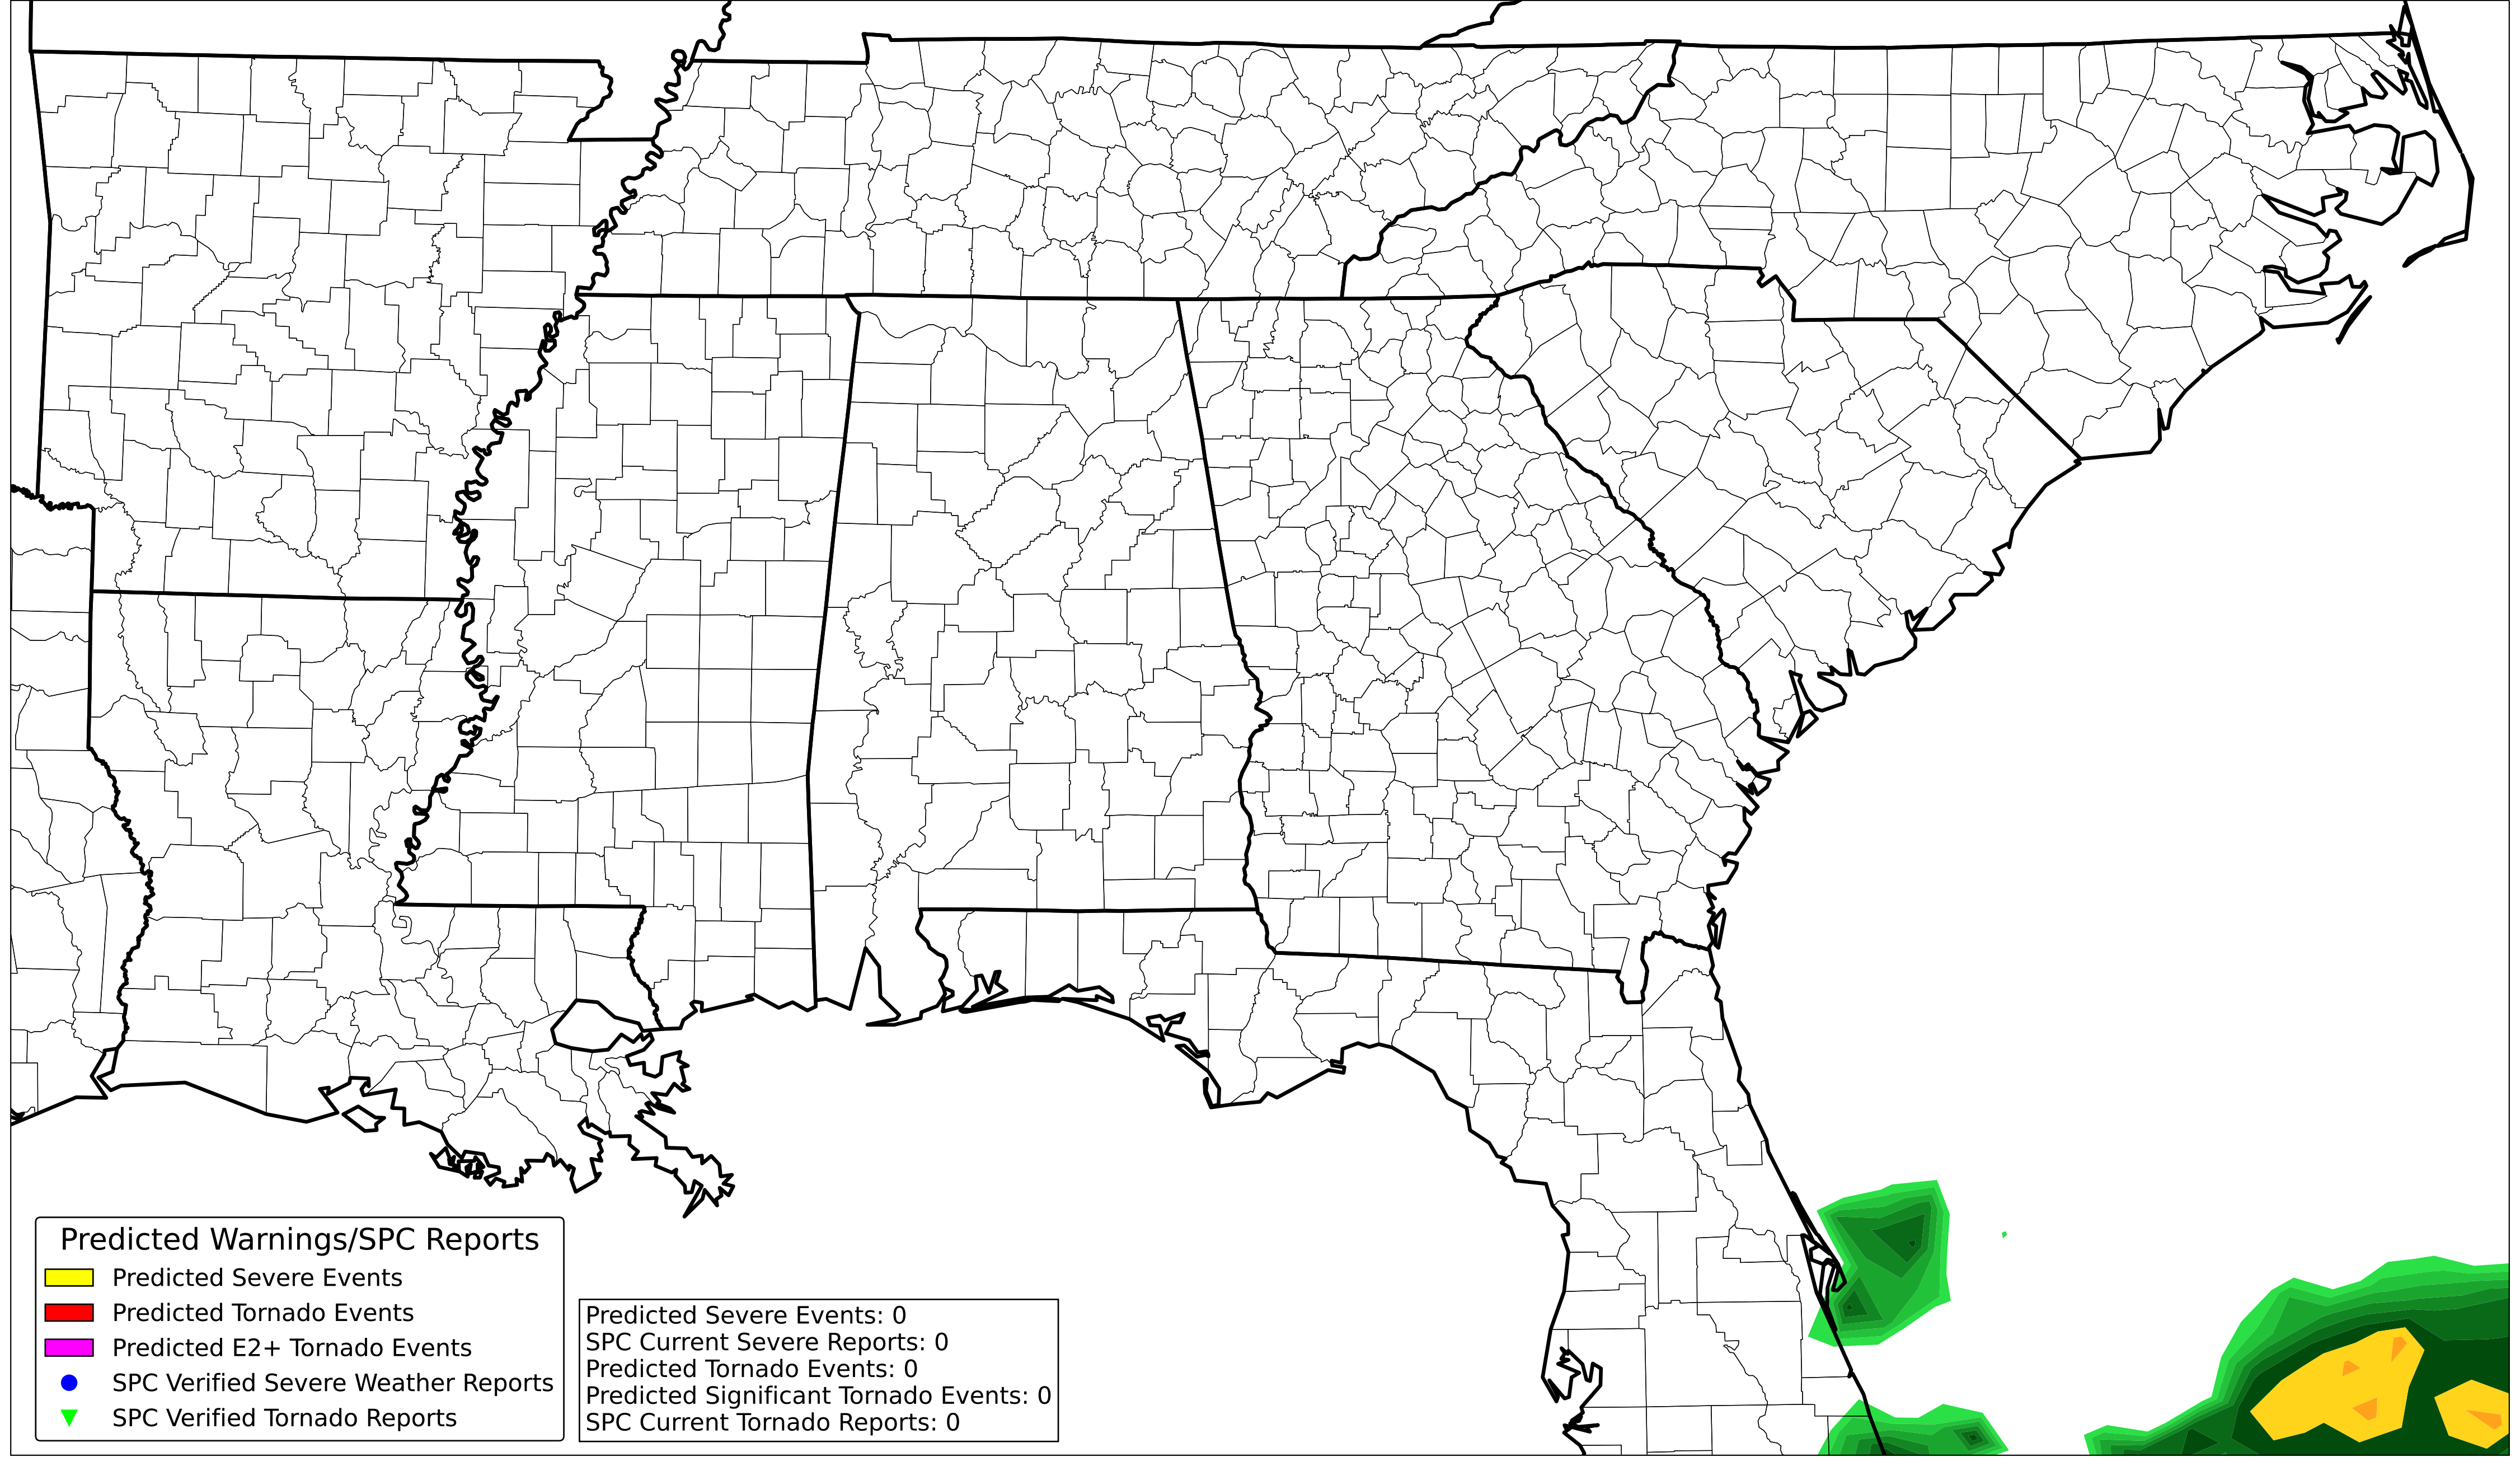 Predicted Warnings/SPC Reports
Predicted Severe Events
Predicted Tornado Events
Predicted E2+ Tornado Events
SPC Verified Severe Weather Reports
SPC Verified Tornado Reports
Predicted Severe Events: 0
SPC Current Severe Reports: 0
Predicted Tornado Events: 0
Predicted Significant Tornado Events: 0
SPC Current Tornado Reports: 0